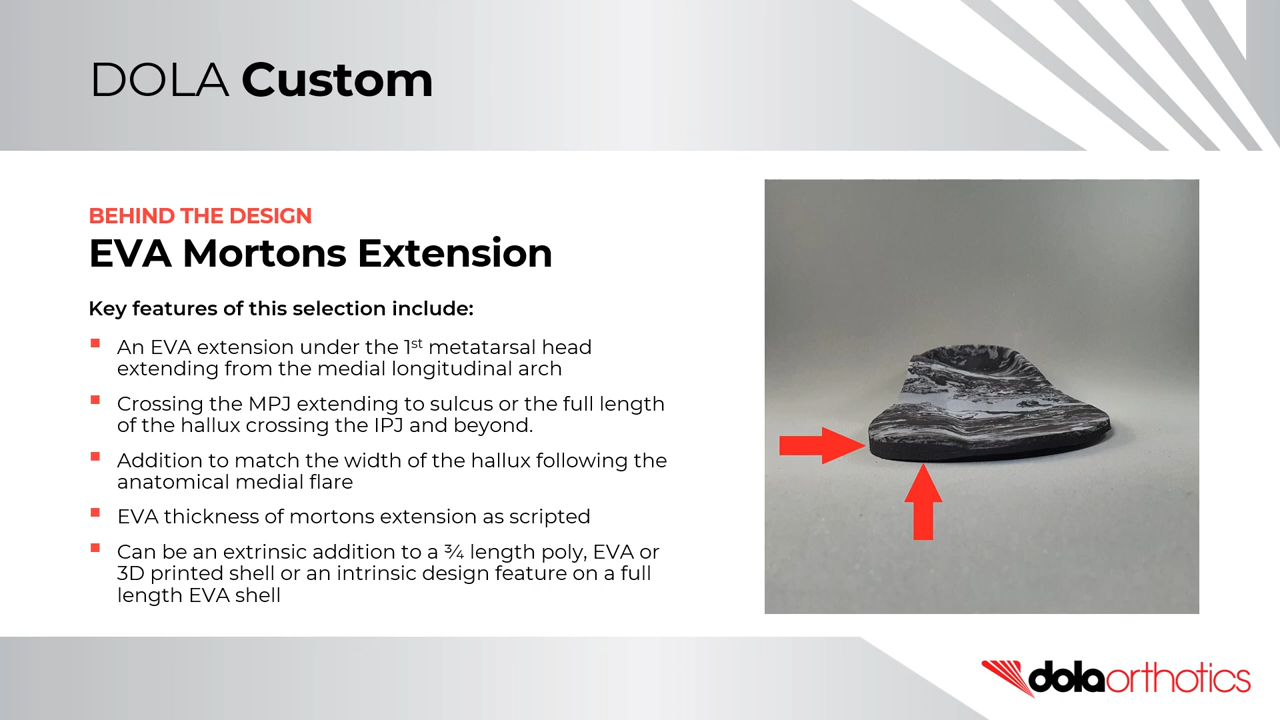 DOLA Custom
BEHIND THE DESIGN
EVA Mortons Extension
Key features of this selection include:
▪ An EVA extension under the 1st metatarsal head
extending from the medial longitudinal arch
▪ Crossing the MPJ extending to sulcus or the full length
of the hallux crossing the IPJ and beyond.
▪ Addition to match the width of the hallux following the
anatomical medial flare
▪ EVA thickness of mortons extension as scripted
▪ Can be an extrinsic addition to a ¾ length poly, EVA or
3D printed shell or an intrinsic design feature on a full
length EVA shell
dolaorthotics